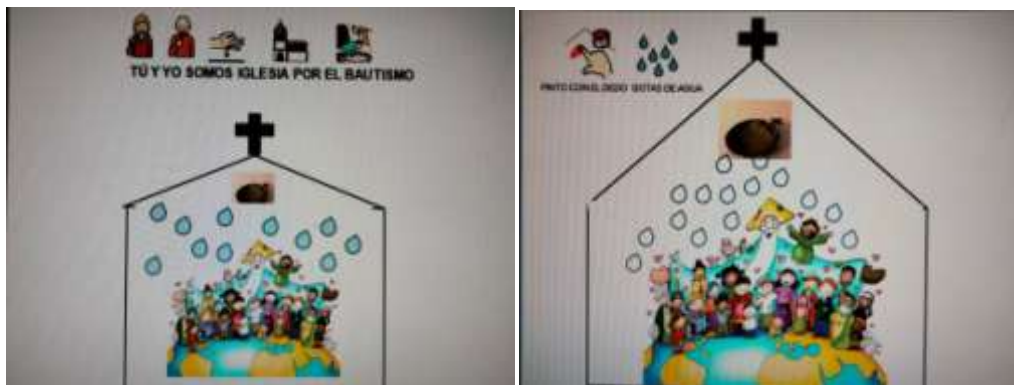 TÚ Y YO SOMOS IGLESIA POR EL BAUTISMO
PINTO CON EL DEDO GOTAS DE AGUA